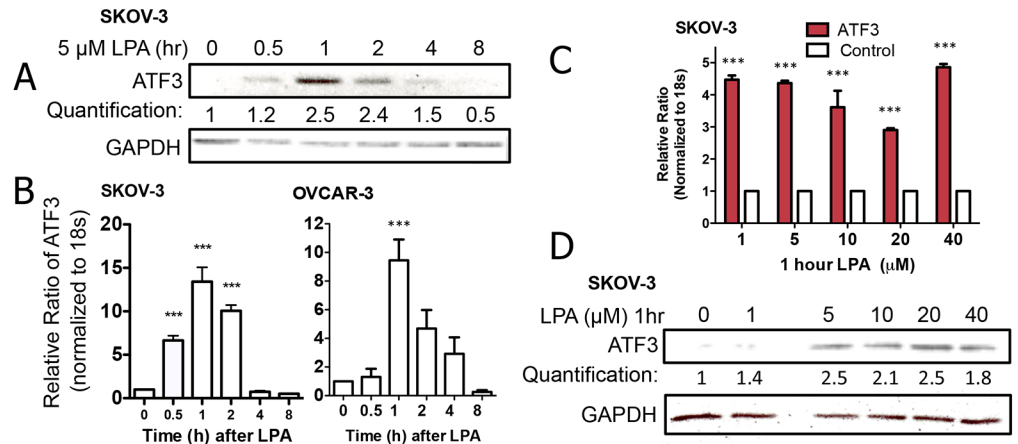 A
SKOV-3
5 µM LPA (hr) 0 0.5 1 2 4 8
ATF3
Quantification: 1 1.2 2.5 2.4 1.5 0.5
GAPDH
B
Relative Ratio of ATF3
(normalized to 18s)
SKOV-3
20
15
10
5
0
*** *** ***
0 0.5 1 2 4 8
Time (h) after LPA
OVCAR-3
12
10
8
6
4
2
0
***
0 0.5 1 2 4 8
Time (h) after LPA
C
SKOV-3
ATF3
Control
Relative Ratio
(Normalized to 18s)
5
4
3
2
1
0
*** *** *** *** ***
1 5 10 20 40
1 hour LPA (µM)
D
SKOV-3
LPA (µM) 1hr 0 1 5 10 20 40
ATF3
Quantification: 1 1.4 2.5 2.1 2.5 1.8
GAPDH